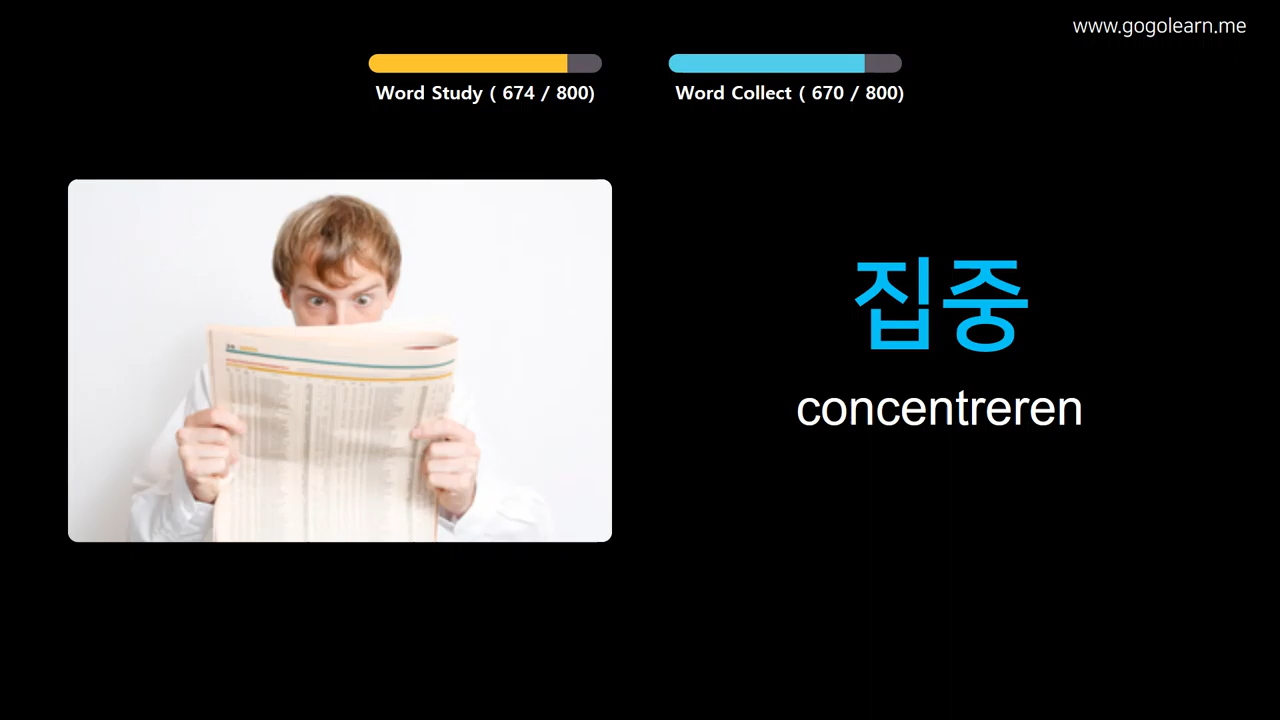 www.gogolearn.me
Word Study ( 674 / 800)
Word Collect ( 670 / 800)
집중
concentreren